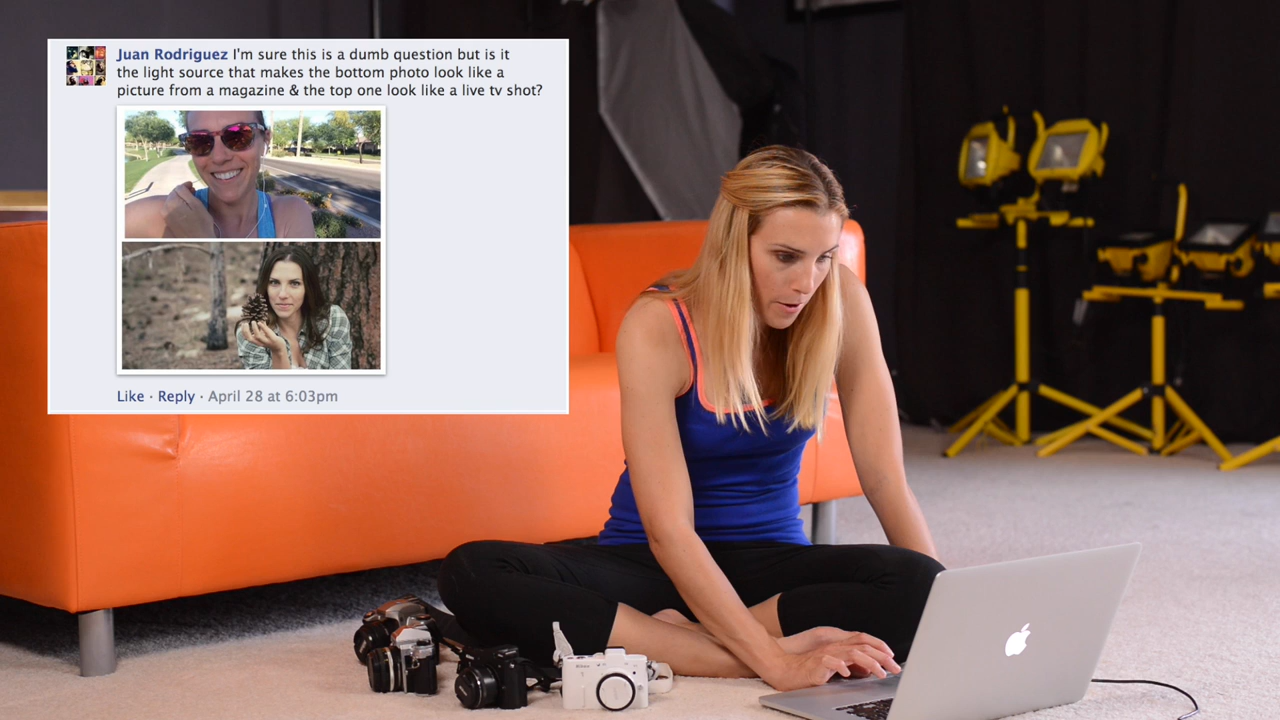 Juan Rodriguez I'm sure this is a dumb question but is it
the light source that makes the bottom photo look like a
picture from a magazine & the top one look like a live tv shot?
Like · Reply · April 28 at 6:03pm
Nikon